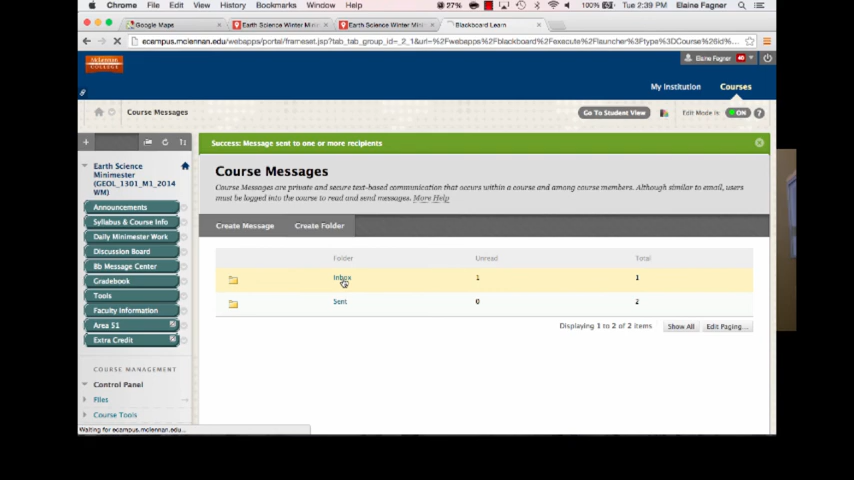 Chrome File Edit View History Bookmarks Window Help 27% 100% Tue 2:39 PM Elaine Fagner
Google Maps Earth Science Winter Mini Earth Science Winter Mini Blackboard Learn
ecampus.mclennan.edu/webapps/portal/frameset.jsp?tab_tab_group_id=_2_1&url=%2Fwebapps%2Fblackboard%2Fexecute%2Flauncher%3Ftype%3DCourse%26id%...
McLennan COLLEGE
Elaine Fagner 40
My Institution Courses
Course Messages Go To Student View Edit Mode is: ON ?
Success: Message sent to one or more recipients
Earth Science
Minimester
(GEOL_1301_M1_2014
WM)
Announcements
Syllabus & Course Info
Daily Minimester Work
Discussion Board
Bb Message Center
Gradebook
Tools
Faculty Information
Area 51
Extra Credit
COURSE MANAGEMENT
Control Panel
Files
Course Tools
Course Messages
Course Messages are private and secure text-based communication that occurs within a course and among course members. Although similar to email, users
must be logged into the course to read and send messages. More Help
Create Message Create Folder
Folder Unread Total
Inbox 1 1
Sent 0 2
Displaying 1 to 2 of 2 items Show All Edit Paging...
Waiting for ecampus.mclennan.edu...